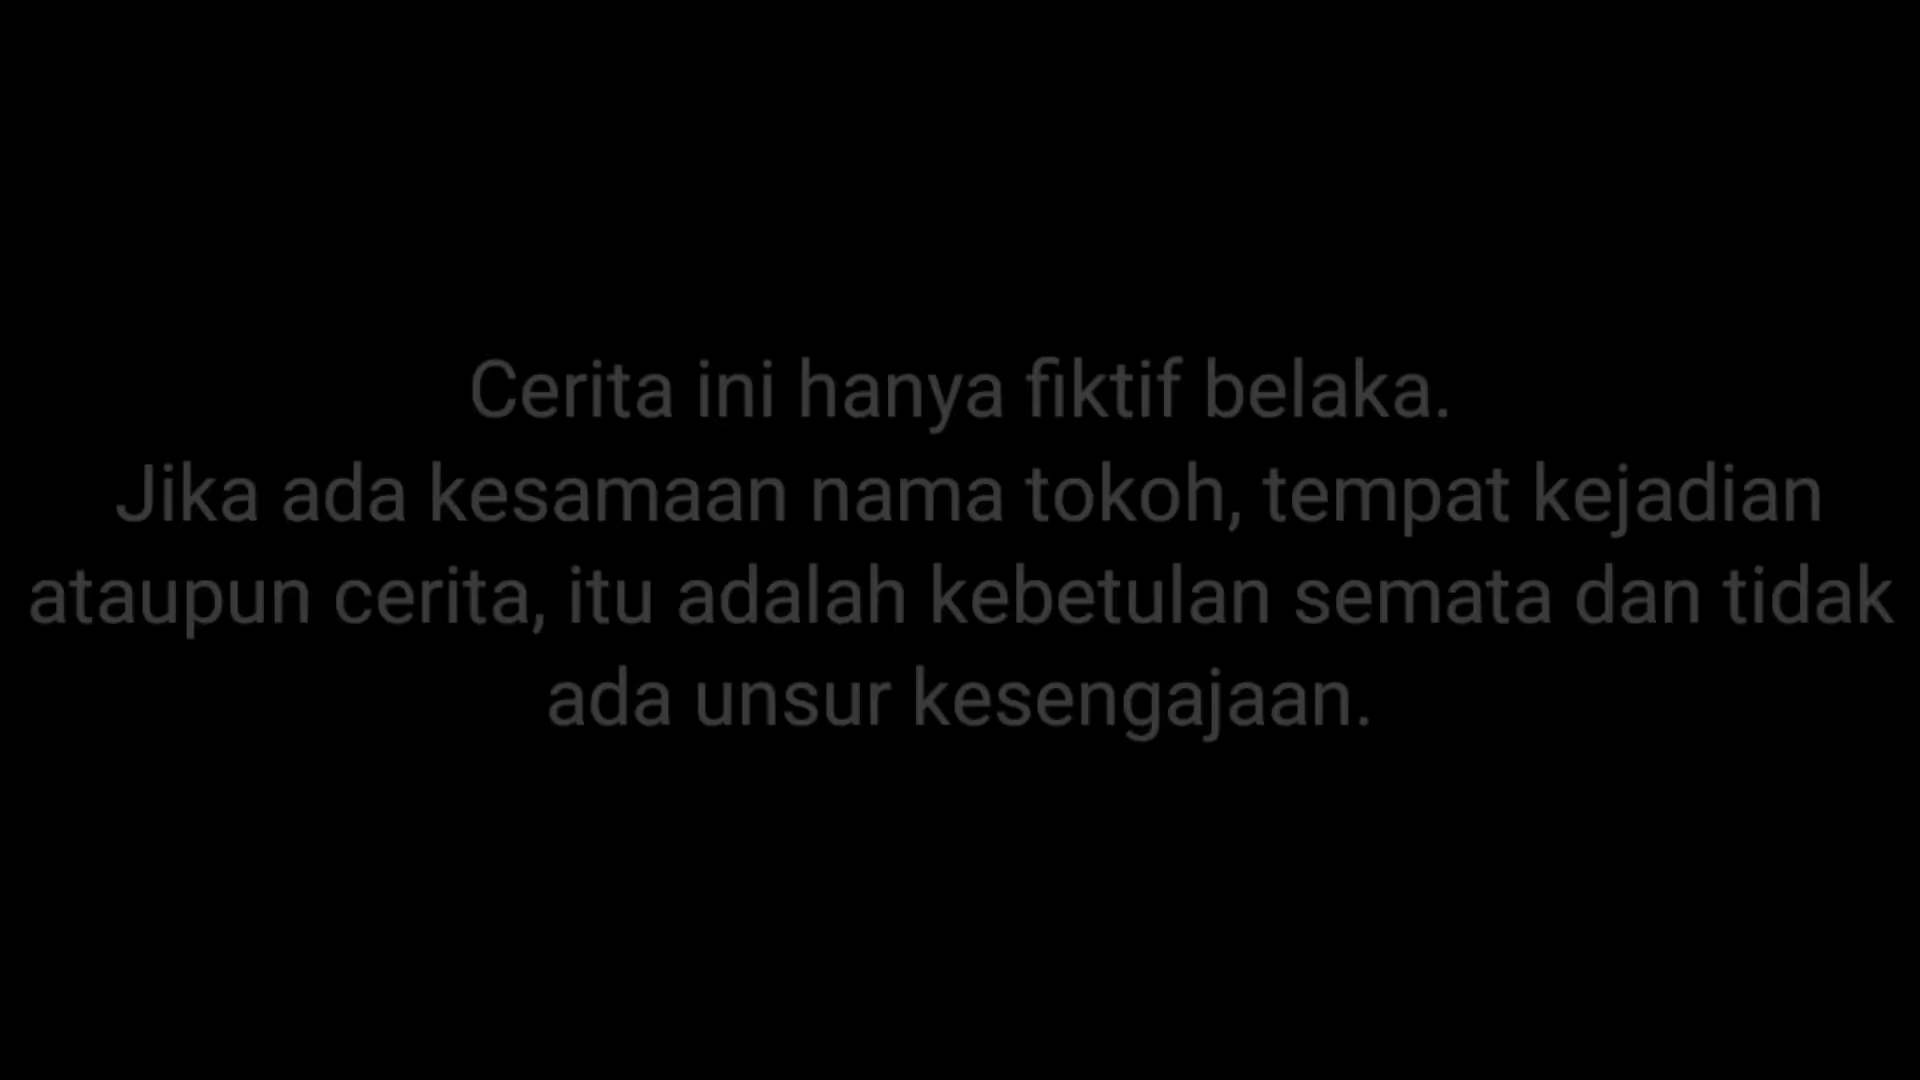 Cerita ini hanya fiktif belaka.
Jika ada kesamaan nama tokoh, tempat kejadian
ataupun cerita, itu adalah kebetulan semata dan tidak
ada unsur kesengajaan.